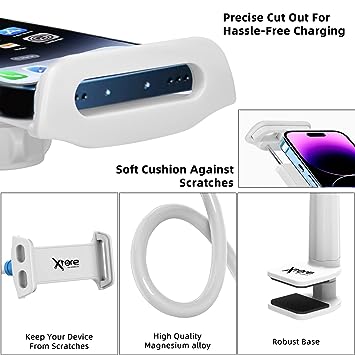 Precise Cut Out For
Hassle-Free Charging
Soft Cushion Against
Scratches
Xtore
Keep Your Device
From Scratches
High Quality
Magnesium alloy
Xtore
Robust Base